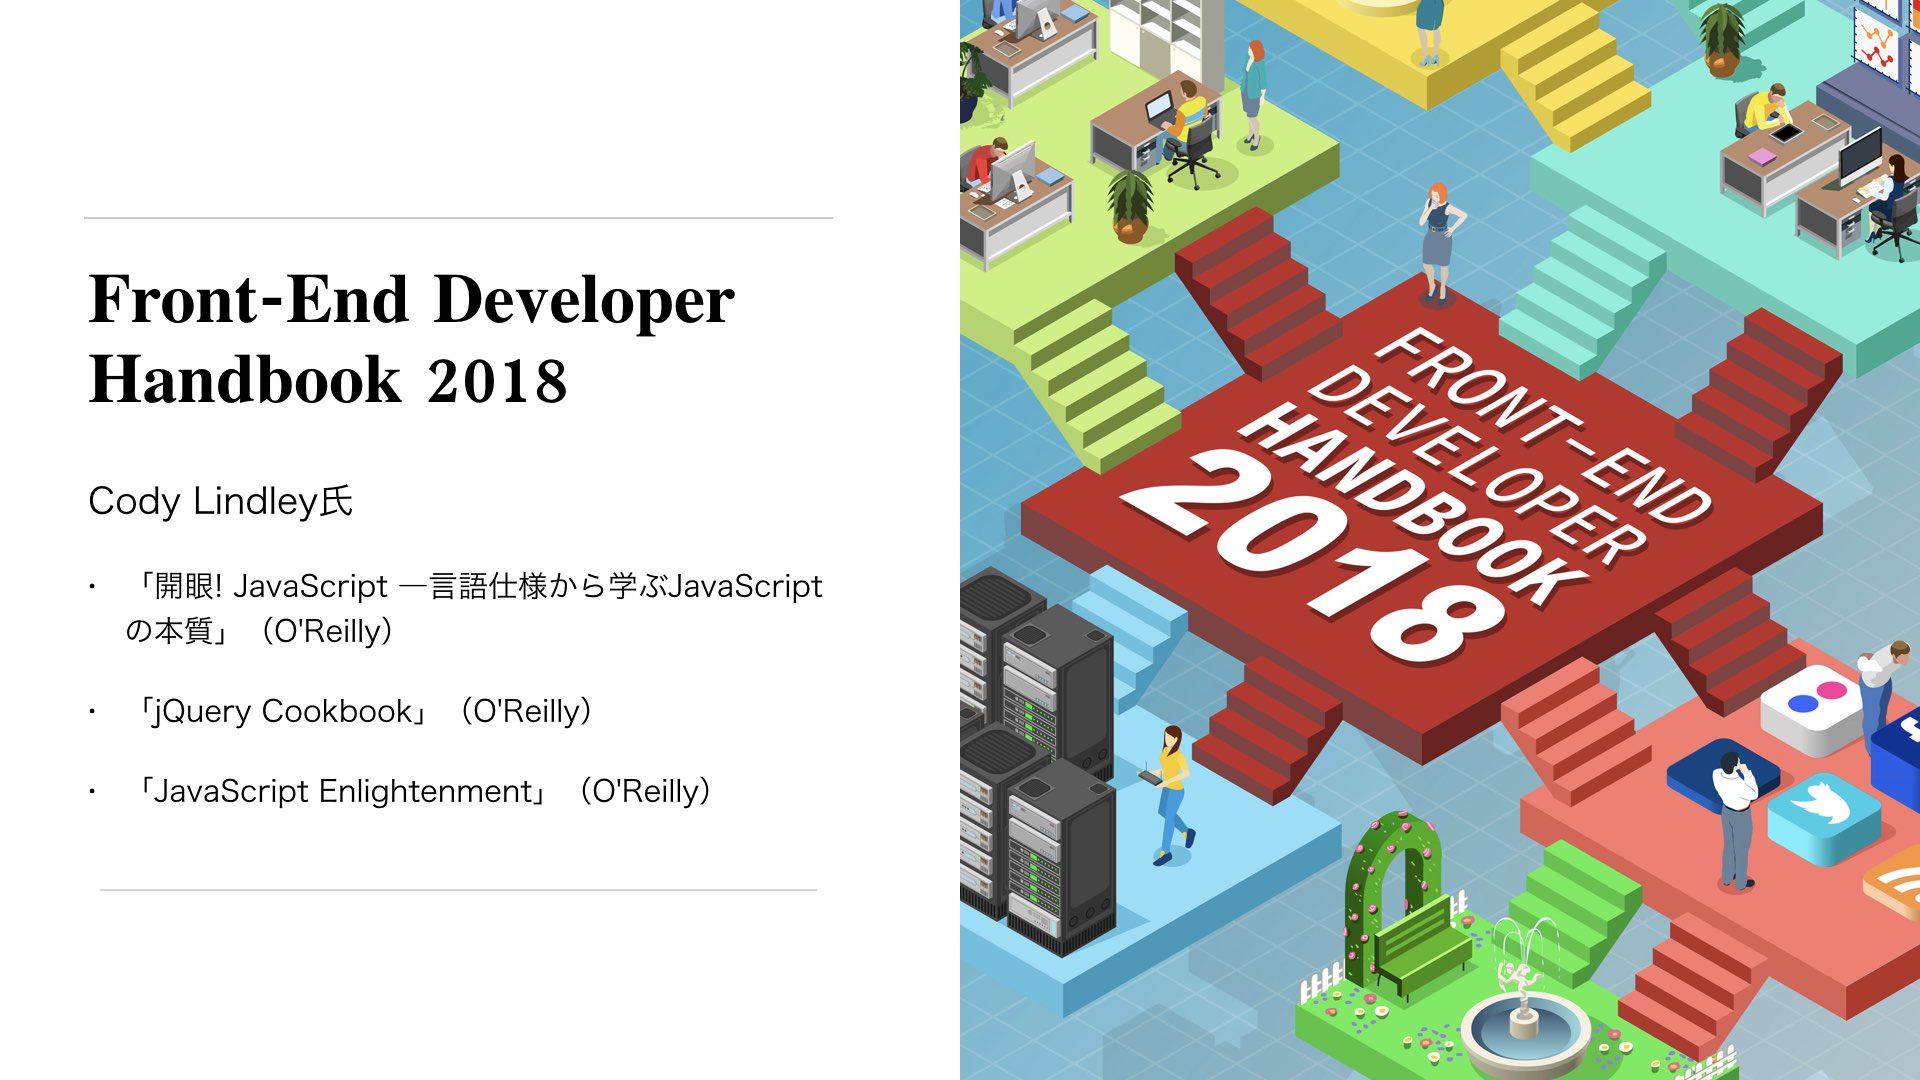 Front-End Developer
Handbook 2018
Cody Lindley氏
・ 「開眼! JavaScript ―言語仕様から学ぶJavaScript
の本質」（O'Reilly）
・ 「jQuery Cookbook」（O'Reilly）
・ 「JavaScript Enlightenment」（O'Reilly）
FRONT-END
DEVELOPER
HANDBOOK
2018